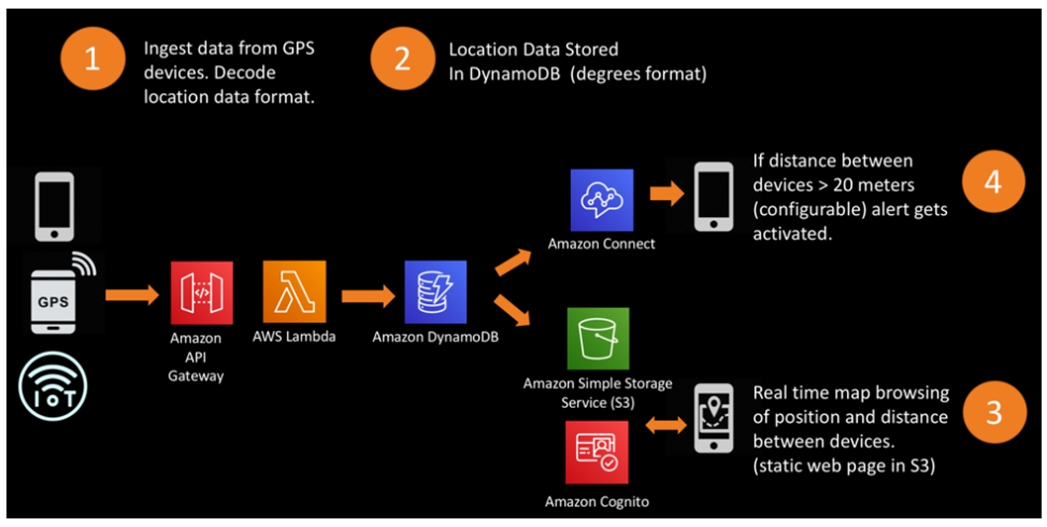 1
Ingest data from GPS
devices. Decode
location data format.
2
Location Data Stored
In DynamoDB (degrees format)
If distance between
devices > 20 meters
(configurable) alert gets
activated.
4
Amazon Connect
GPS
</>
Amazon
API
Gateway
AWS Lambda
Amazon DynamoDB
Amazon Simple Storage
Service (S3)
IoT
Real time map browsing
of position and distance
between devices.
(static web page in S3)
3
Amazon Cognito